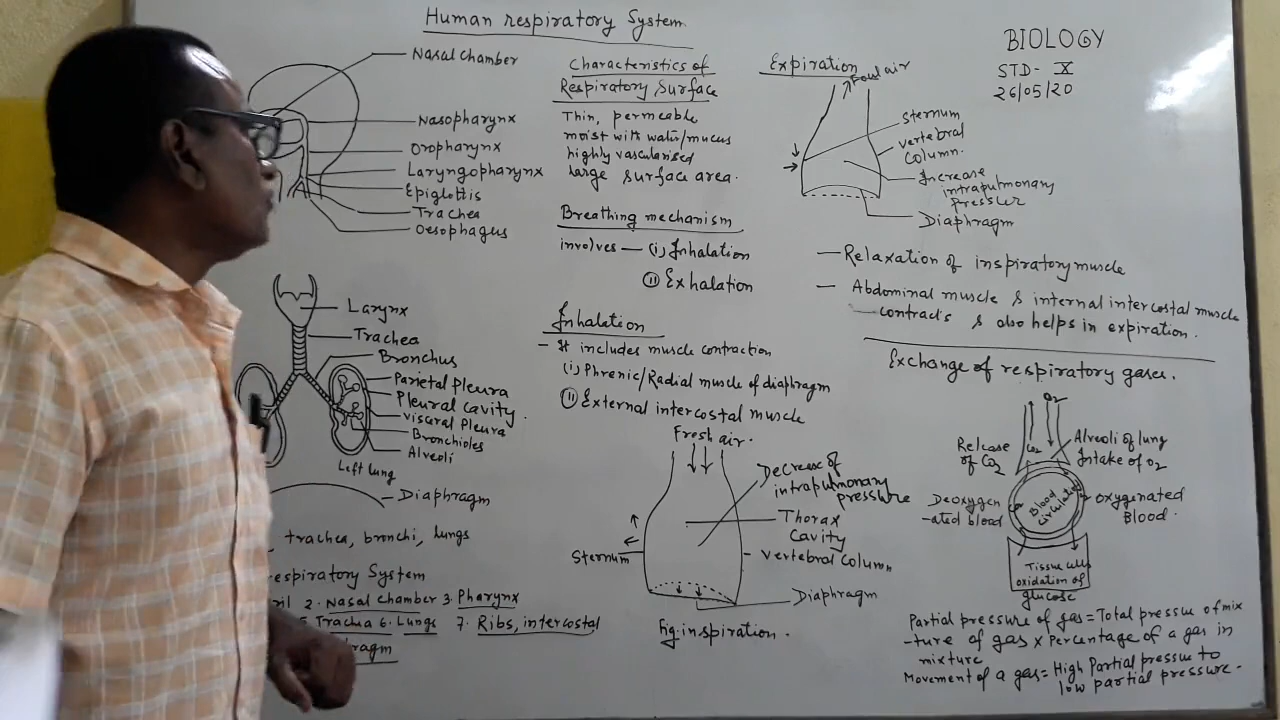 Human respiratory System
BIOLOGY
STD- X
26/05/20
Nasal chamber
Nasopharynx
Oropharynx
Laryngopharynx
Epiglottis
Trachea
Oesophagus
Larynx
Trachea
Bronchus
Parietal Pleura
Pleural cavity
visceral Pleura
Bronchioles
Alveoli
Left lung
Diaphragm
trachea, bronchi, lungs
espiratory System
2. Nasal chamber 3. Pharynx
Trachea 6. Lungs 7. Ribs, intercostal
ragm
Characteristics of
Respiratory Surface
Thin, permeable
moist with water/mucus
highly vascularised
large surface area.
Breathing mechanism
involves — (i) Inhalation
(ii) Exhalation
Inhalation
- It includes muscle contraction
(i) Phrenic/Radial muscle of diaphragm
(ii) External intercostal muscle
Fresh air.
Decrease of
intrapulmonary
pressure
Thorax
Cavity
Sternum
Vertebral Column
Diaphragm
Fig: inspiration.
Expiration
Foul air
Sternum
vertebral
Column.
Increase
intrapulmonary
Diaphragm
— Relaxation of inspiratory muscle
— Abdominal muscle & internal intercostal muscle
contracts & also helps in expiration.
Exchange of respiratory gases.
O2
CO2
Release
of CO2
Alveoli of lung
Intake of O2
Deoxygen
-ated blood
Blood
circulation
oxygenated
Blood.
Tissue cells
oxidation of
glucose
Partial pressure of gas = Total pressure of mix
-ture of gas x Percentage of a gas in
mixture
Movement of a gas = High Partial pressure to
low partial pressure.